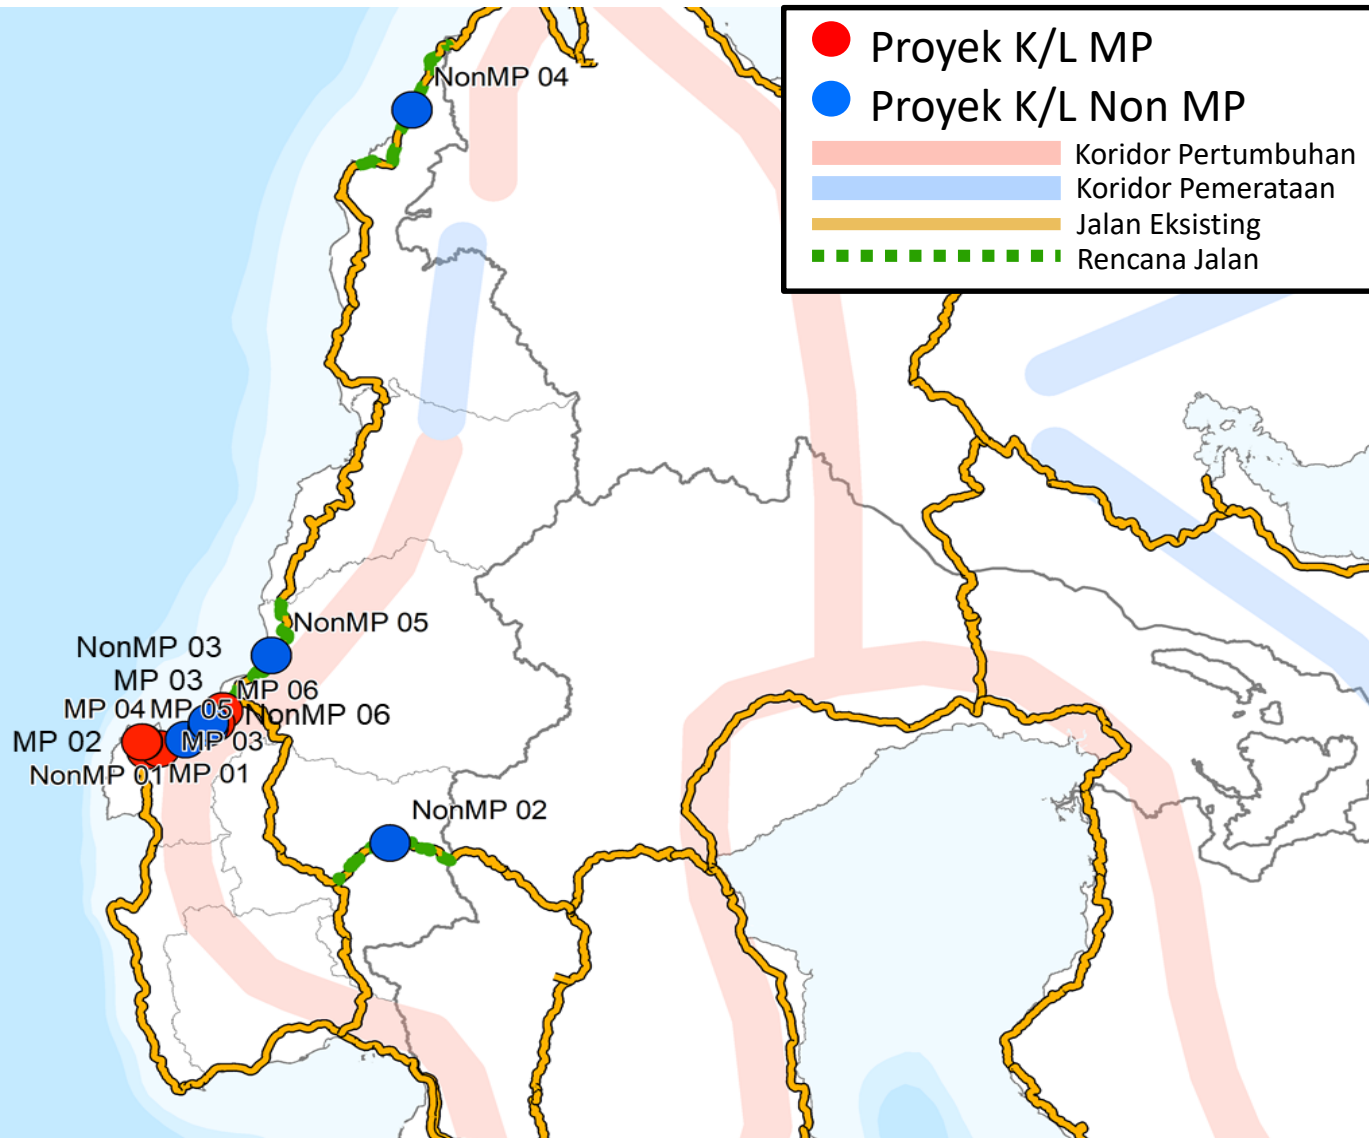 Proyek K/L MP
Proyek K/L Non MP
Koridor Pertumbuhan
Koridor Pemerataan
Jalan Eksisting
Rencana Jalan
NonMP 04
NonMP 05
NonMP 03
MP 03
MP 06
MP 04 MP 05
NonMP 06
MP 02
MP 03
NonMP 01
MP 01
NonMP 02